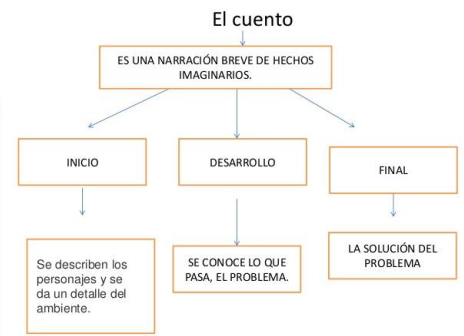 El cuento
ES UNA NARRACIÓN BREVE DE HECHOS
IMAGINARIOS.
INICIO
DESARROLLO
FINAL
Se describen los
personajes y se
da un detalle del
ambiente.
SE CONOCE LO QUE
PASA, EL PROBLEMA.
LA SOLUCIÓN DEL
PROBLEMA